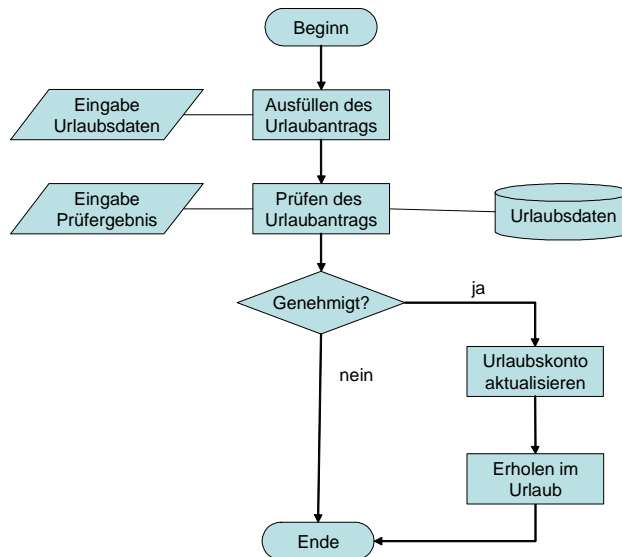 Beginn
Eingabe
Urlaubsdaten
Ausfüllen des
Urlaubantrags
Eingabe
Prüfergebnis
Prüfen des
Urlaubantrags
Urlaubsdaten
Genehmigt?
ja
nein
Urlaubskonto
aktualisieren
Erholen im
Urlaub
Ende